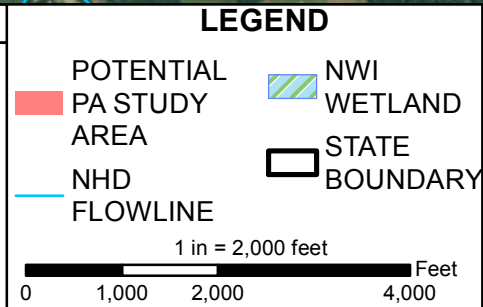 LEGEND
POTENTIAL
PA STUDY
AREA
NHD
FLOWLINE
NWI
WETLAND
STATE
BOUNDARY
1 in = 2,000 feet
Feet
0 1,000 2,000 4,000